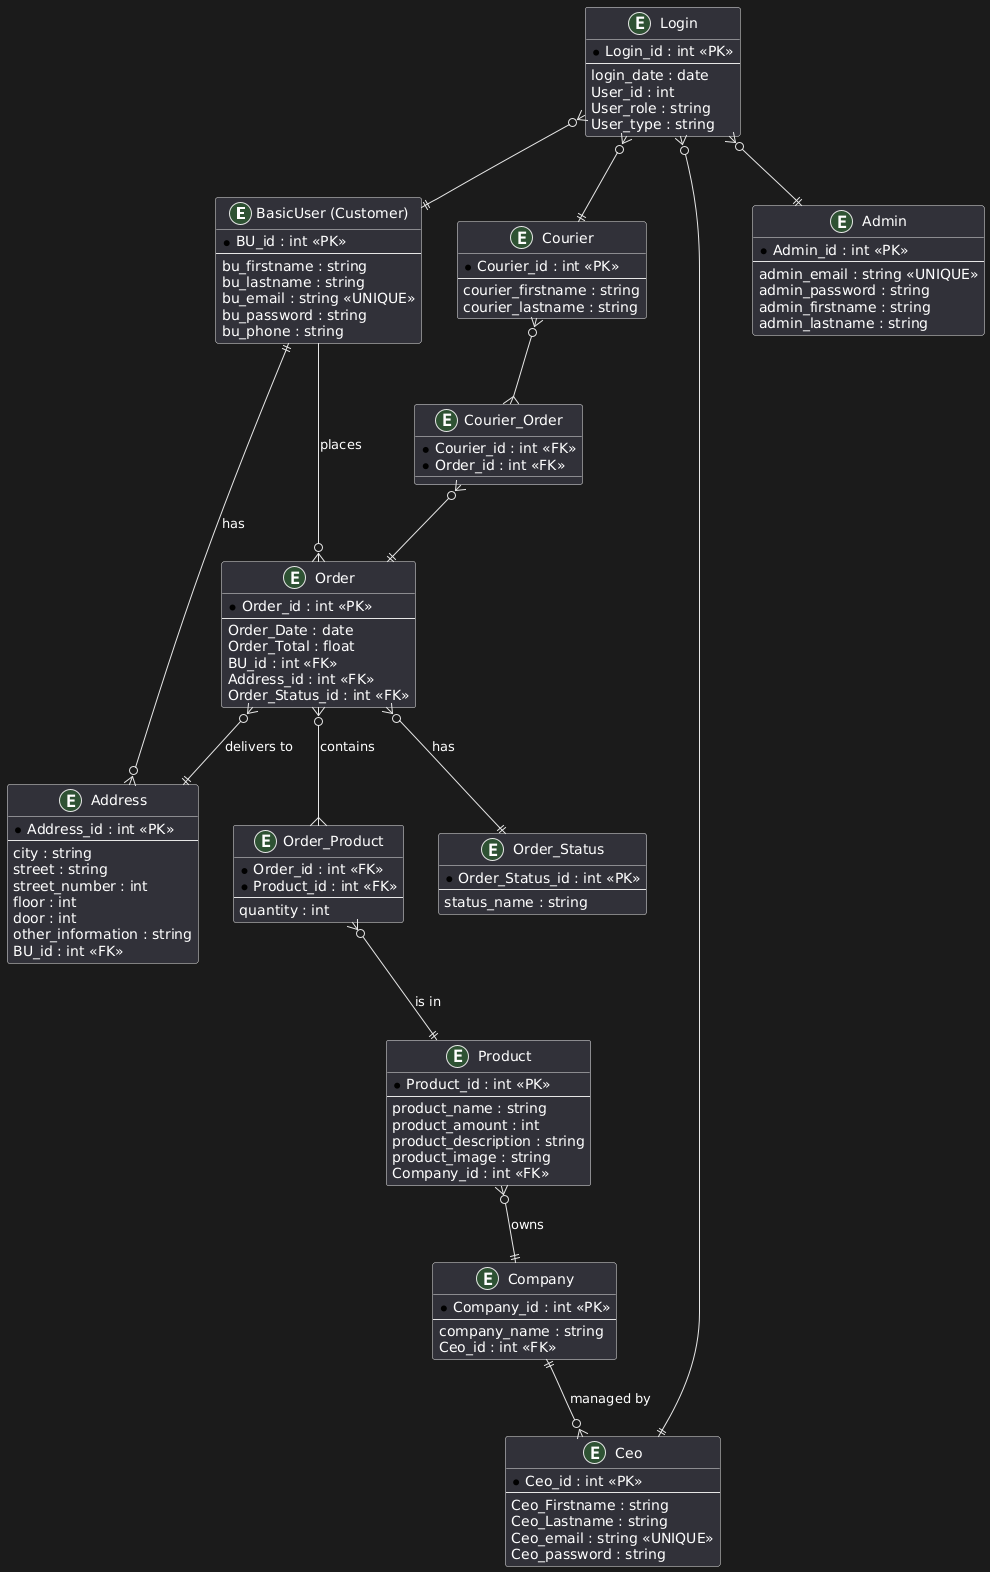 E Login
Login_id : int «PK»
login_date : date
User_id : int
User_role : string
User_type : string
E BasicUser (Customer)
BU_id : int «PK»
bu_firstname : string
bu_lastname : string
bu_email : string «UNIQUE»
bu_password : string
bu_phone : string
E Courier
Courier_id : int «PK»
courier_firstname : string
courier_lastname : string
E Admin
Admin_id : int «PK»
admin_email : string «UNIQUE»
admin_password : string
admin_firstname : string
admin_lastname : string
E Courier_Order
Courier_id : int «FK»
Order_id : int «FK»
places
has
E Order
Order_id : int «PK»
Order_Date : date
Order_Total : float
BU_id : int «FK»
Address_id : int «FK»
Order_Status_id : int «FK»
delivers to
contains
has
E Address
Address_id : int «PK»
city : string
street : string
street_number : int
floor : int
door : int
other_information : string
BU_id : int «FK»
E Order_Product
Order_id : int «FK»
Product_id : int «FK»
quantity : int
E Order_Status
Order_Status_id : int «PK»
status_name : string
is in
E Product
Product_id : int «PK»
product_name : string
product_amount : int
product_description : string
product_image : string
Company_id : int «FK»
owns
E Company
Company_id : int «PK»
company_name : string
Ceo_id : int «FK»
managed by
E Ceo
Ceo_id : int «PK»
Ceo_Firstname : string
Ceo_Lastname : string
Ceo_email : string «UNIQUE»
Ceo_password : string